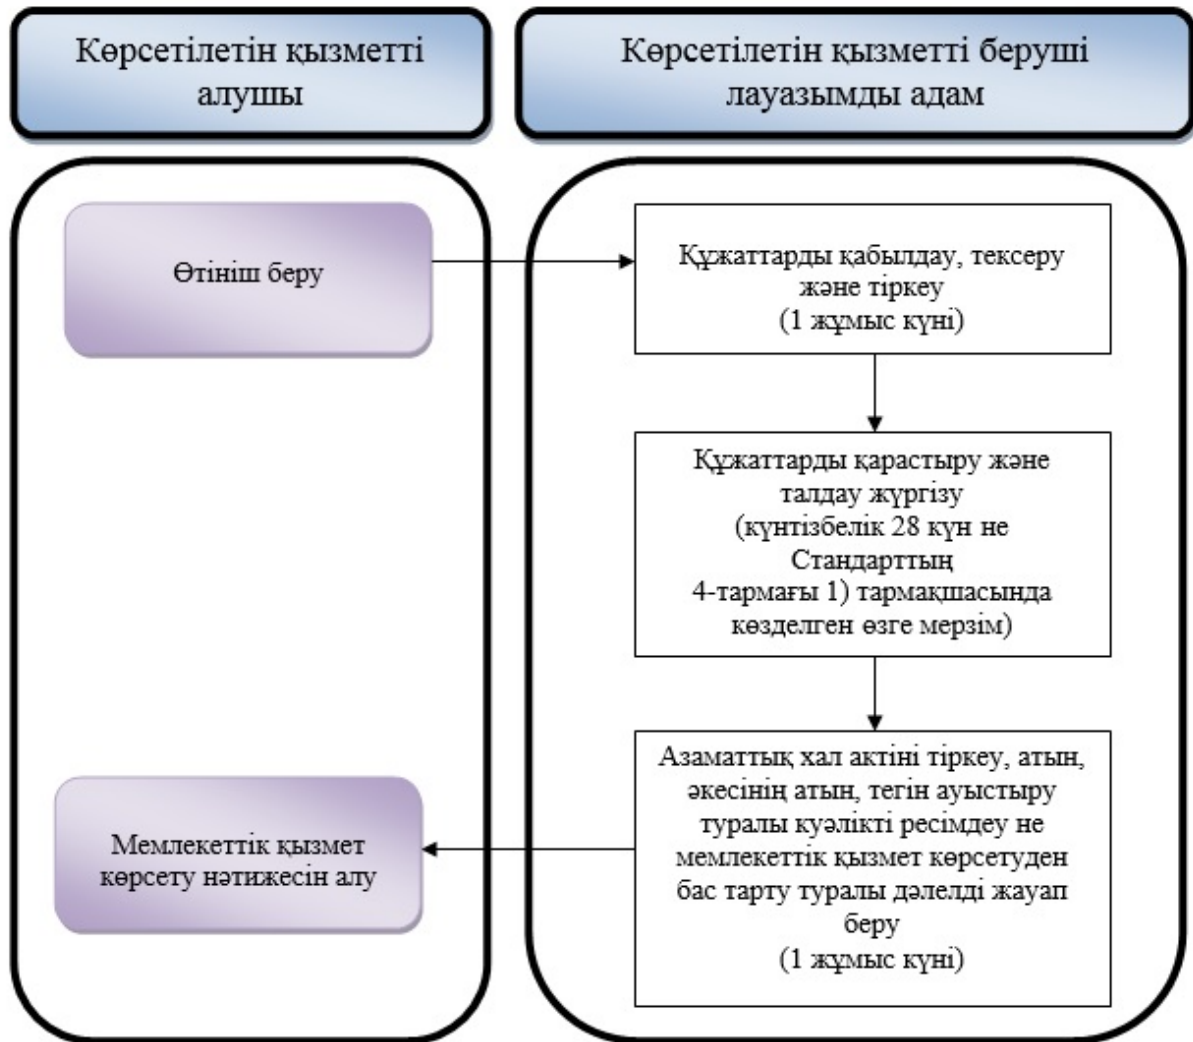 Көрсетілетін қызметті
алушы
Көрсетілетін қызметті беруші
лауазымды адам
Өтініш беру
Құжаттарды қабылдау, тексеру
және тіркеу
(1 жұмыс күні)
Құжаттарды қарастыру және
талдау жүргізу
(күнтізбелік 28 күн не
Стандарттың
4-тармағы 1) тармақшасында
көзделген өзге мерзім)
Азаматтық хал актіні тіркеу, атын,
әкесінің атын, тегін ауыстыру
туралы куәлікті ресімдеу не
мемлекеттік қызмет көрсетуден
бас тарту туралы дәлелді жауап
беру
(1 жұмыс күні)
Мемлекеттік қызмет
көрсету нәтижесін алу